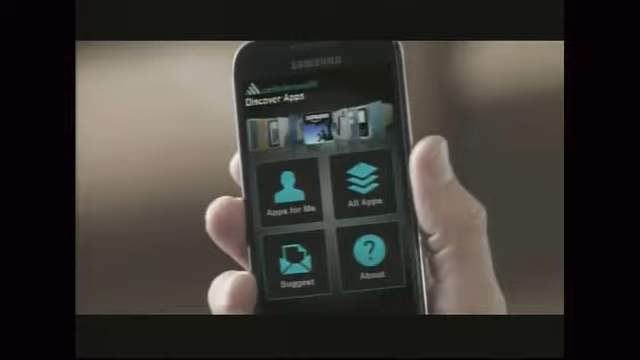 SAMSUNG
Discover Apps
Apps for Me
All Apps
Suggest
About